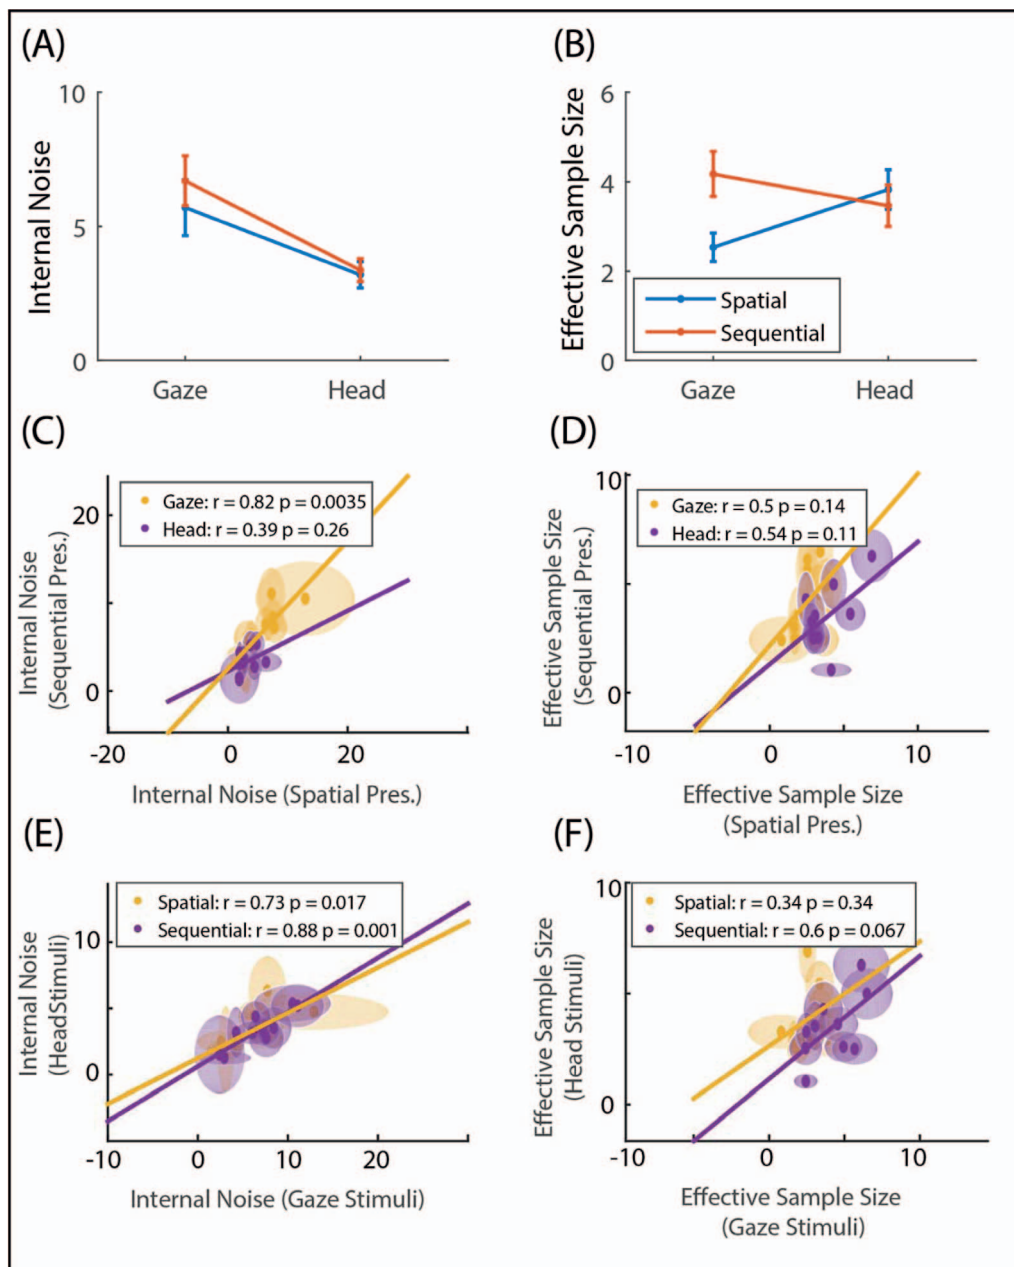 (A)
Internal Noise
10
5
0
Gaze
Head
(B)
Effective Sample Size
6
4
2
0
Spatial
Sequential
Gaze
Head
(C)
Internal Noise
(Sequential Pres.)
20
0
Gaze: r = 0.82 p = 0.0035
Head: r = 0.39 p = 0.26
-20
0
20
Internal Noise (Spatial Pres.)
(D)
Effective Sample Size
(Sequential Pres.)
10
0
Gaze: r = 0.5 p = 0.14
Head: r = 0.54 p = 0.11
-10
0
10
Effective Sample Size
(Spatial Pres.)
(E)
Internal Noise
(HeadStimuli)
10
0
Spatial: r = 0.73 p = 0.017
Sequential: r = 0.88 p = 0.001
-10
0
10
20
Internal Noise (Gaze Stimuli)
(F)
Effective Sample Size
(Head Stimuli)
10
0
Spatial: r = 0.34 p = 0.34
Sequential: r = 0.6 p = 0.067
-10
0
10
Effective Sample Size
(Gaze Stimuli)